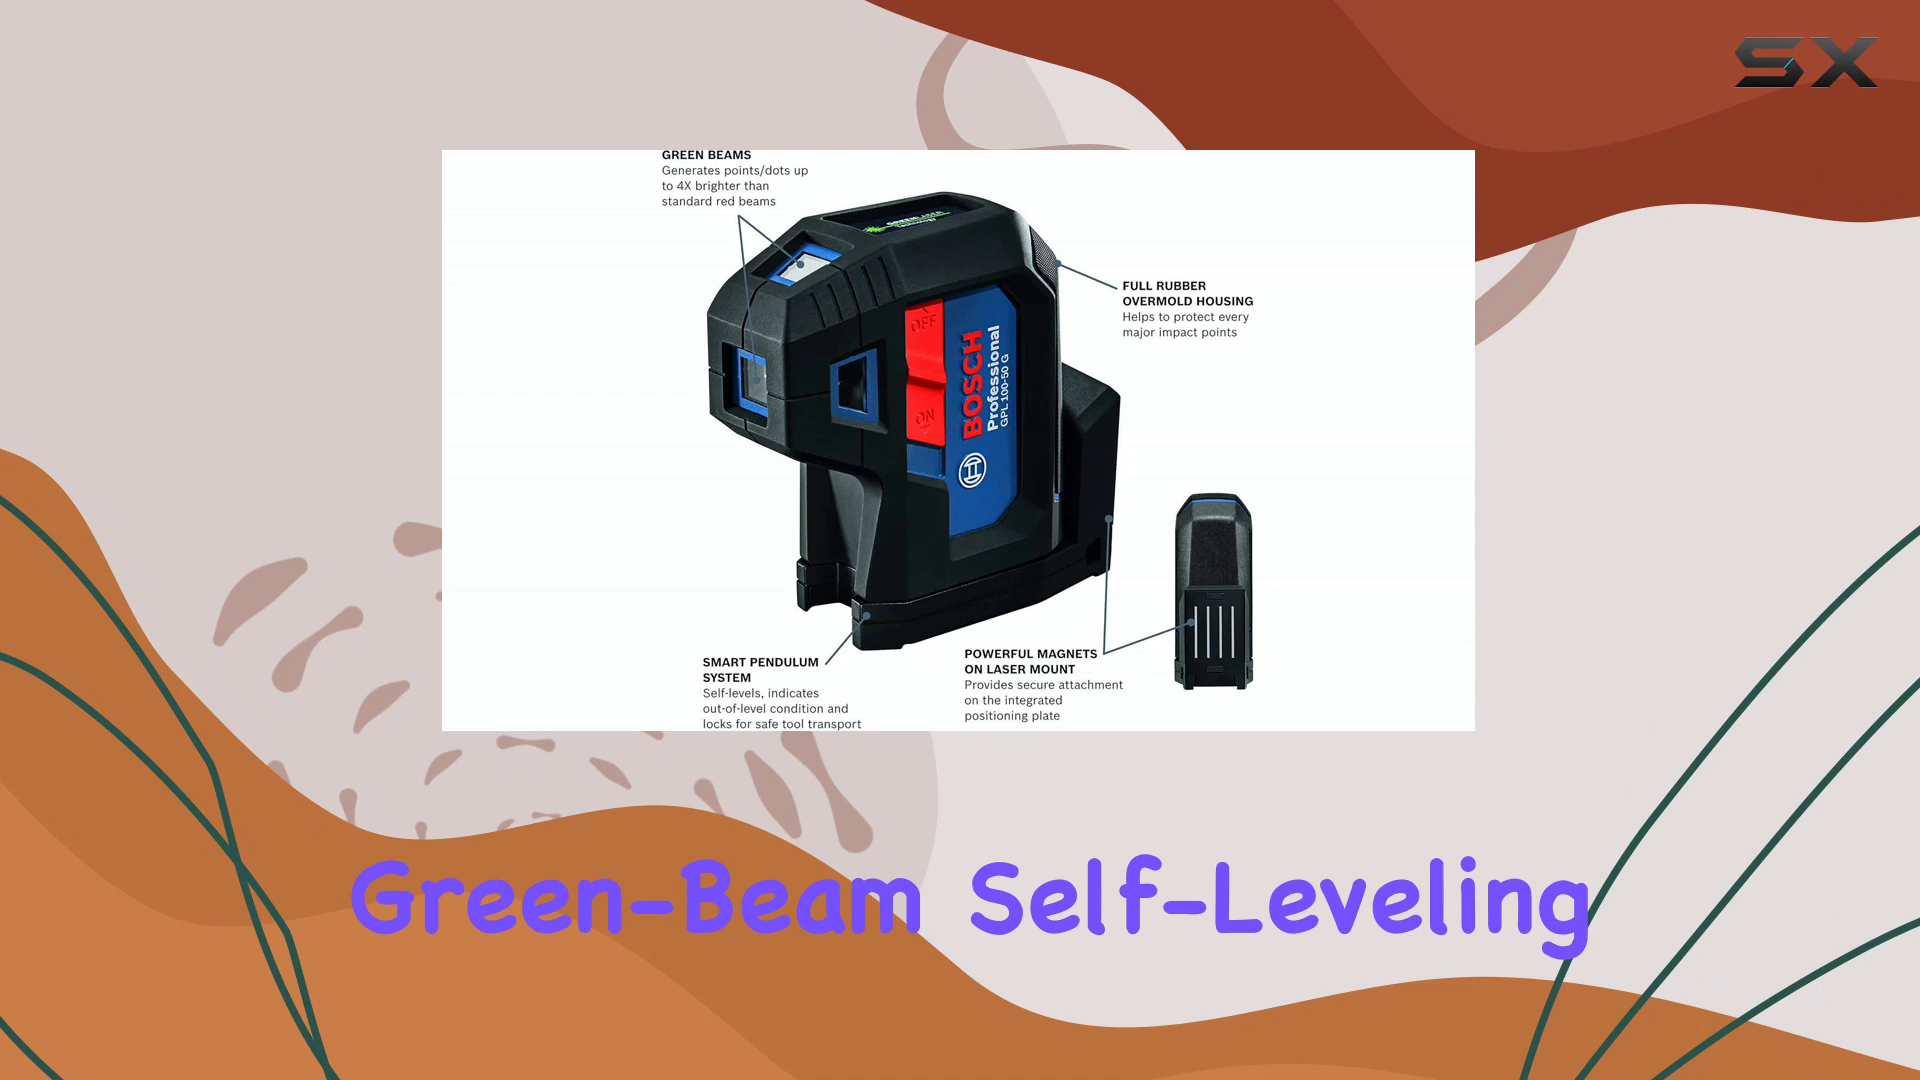 SX
GREEN BEAMS
Generates points/dots up
to 4X brighter than
standard red beams
GREEN LASER
Technology
FULL RUBBER
OVERMOLD HOUSING
Helps to protect every
major impact points
OFF
ON
BOSCH
Professional
GPL 100-50 G
SMART PENDULUM
SYSTEM
Self-levels, indicates
out-of-level condition and
locks for safe tool transport
POWERFUL MAGNETS
ON LASER MOUNT
Provides secure attachment
on the integrated
positioning plate
Green-Beam Self-Leveling